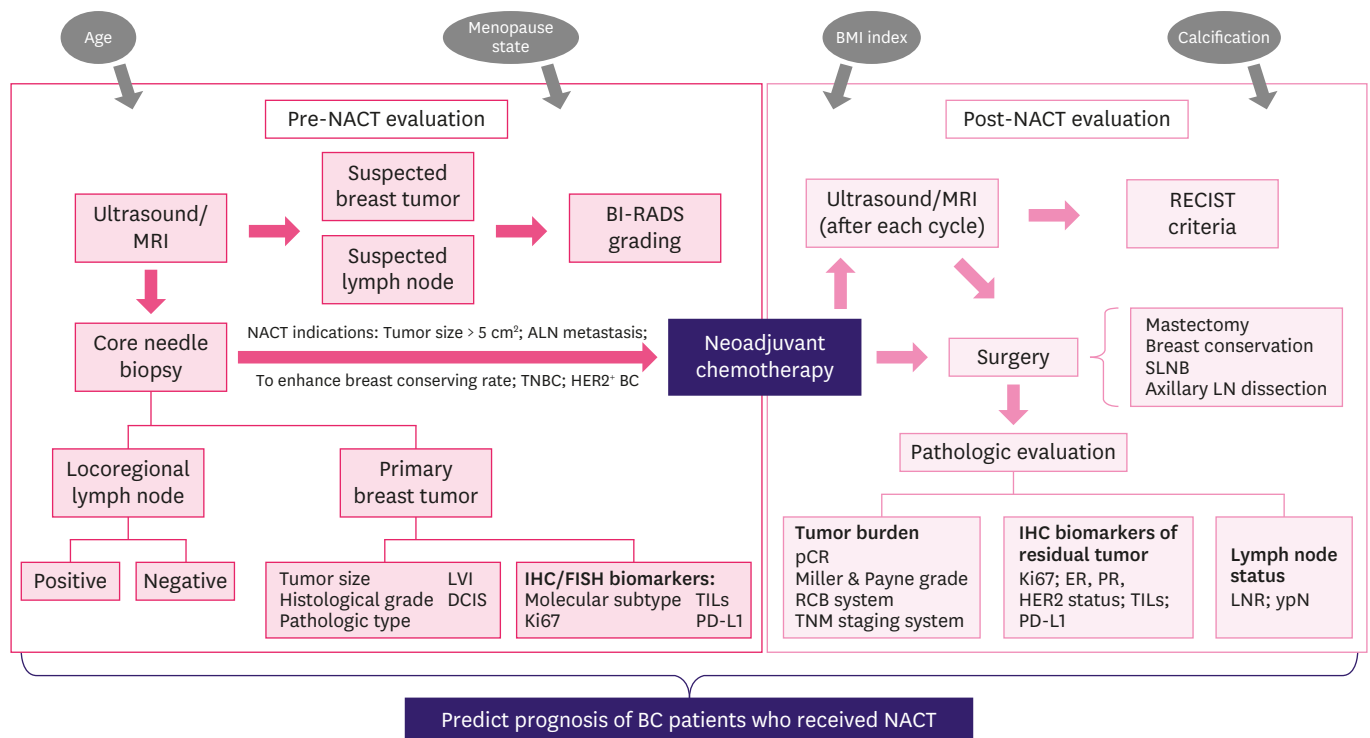 Age
Menopause
state
BMI index
Calcification
Pre-NACT evaluation
Ultrasound/
MRI
Suspected
breast tumor
Suspected
lymph node
BI-RADS
grading
Core needle
biopsy
NACT indications: Tumor size > 5 cm²; ALN metastasis;
To enhance breast conserving rate; TNBC; HER2⁺ BC
Neoadjuvant
chemotherapy
Locoregional
lymph node
Primary
breast tumor
Positive
Negative
Tumor size LVI
Histological grade DCIS
Pathologic type
IHC/FISH biomarkers:
Molecular subtype TILs
Ki67 PD-L1
Post-NACT evaluation
Ultrasound/MRI
(after each cycle)
RECIST
criteria
Surgery
Mastectomy
Breast conservation
SLNB
Axillary LN dissection
Pathologic evaluation
Tumor burden
pCR
Miller & Payne grade
RCB system
TNM staging system
IHC biomarkers of
residual tumor
Ki67; ER, PR,
HER2 status; TILs;
PD-L1
Lymph node
status
LNR; ypN
Predict prognosis of BC patients who received NACT